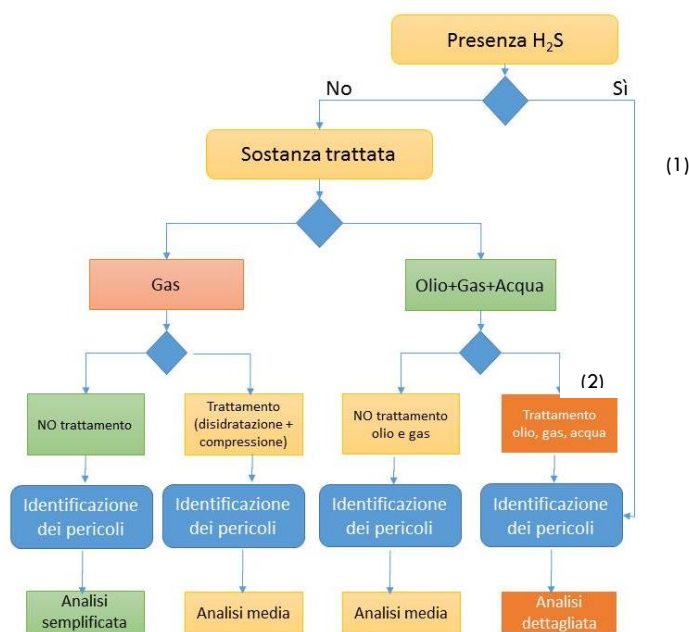 Presenza H₂S
No
Sì
Sostanza trattata
(1)
Gas
Olio+Gas+Acqua
(2)
NO trattamento
Trattamento
(disidratazione +
compressione)
NO trattamento
olio e gas
Trattamento
olio, gas, acqua
Identificazione
dei pericoli
Identificazione
dei pericoli
Identificazione
dei pericoli
Identificazione
dei pericoli
Analisi
semplificata
Analisi media
Analisi media
Analisi
dettagliata